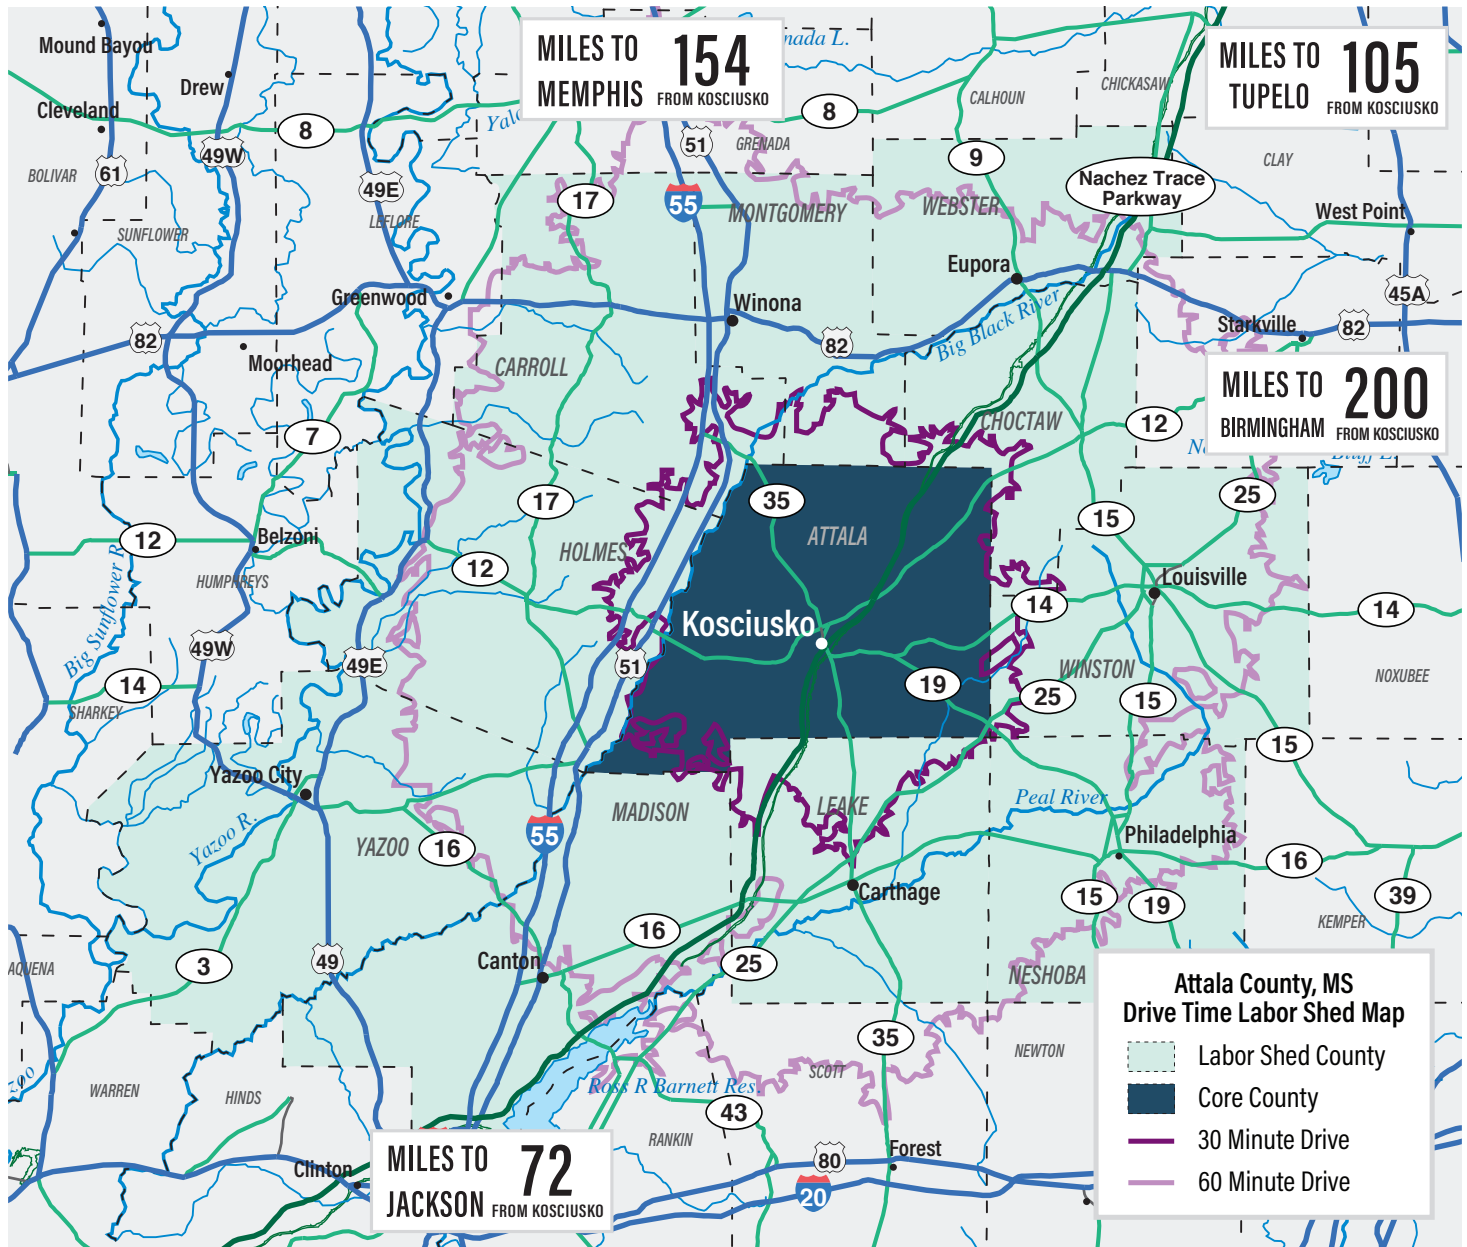 Mound Bayou
MILES TO
MEMPHIS
154
FROM KOSCIUSKO
nada L.
MILES TO
TUPELO
105
FROM KOSCIUSKO
Drew
CALHOUN
CHICKASAW
Cleveland
8
8
51
GRENADA
49W
61
BOLIVAR
49E
9
CLAY
Nachez Trace
Parkway
17
55
MONTGOMERY
WEBSTER
West Point
SUNFLOWER
LEFLORE
Eupora
45A
Greenwood
Winona
Big Black River
Starkville
82
82
82
Moorhead
CARROLL
MILES TO
BIRMINGHAM
200
FROM KOSCIUSKO
CHOCTAW
12
7
17
35
15
25
12
Belzoni
ATTALA
HOLMES
12
HUMPHREYS
Louisville
14
14
Big Sunflower R.
Kosciusko
49W
49E
51
WINSTON
NOXUBEE
14
19
25
15
SHARKEY
15
Yazoo City
MADISON
LEAKE
Peal River
Yazoo R.
55
Philadelphia
YAZOO
16
16
Carthage
15
19
39
KEMPER
16
Canton
3
49
25
NESHOBA
AQUENA
Attala County, MS
Drive Time Labor Shed Map
Labor Shed County
Core County
30 Minute Drive
60 Minute Drive
35
NEWTON
SCOTT
zoo
WARREN
HINDS
Ross R Barnett Res.
43
RANKIN
Forest
80
20
Clinton
MILES TO
JACKSON
72
FROM KOSCIUSKO